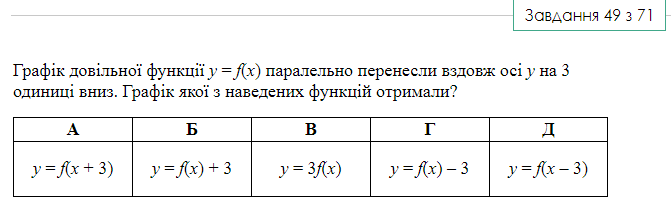 Завдання 49 з 71
Графік довільної функції y = f(x) паралельно перенесли вздовж осі y на 3
одиниці вниз. Графік якої з наведених функцій отримали?
А Б В Г Д
y = f(x + 3) y = f(x) + 3 y = 3f(x) y = f(x) – 3 y = f(x – 3)